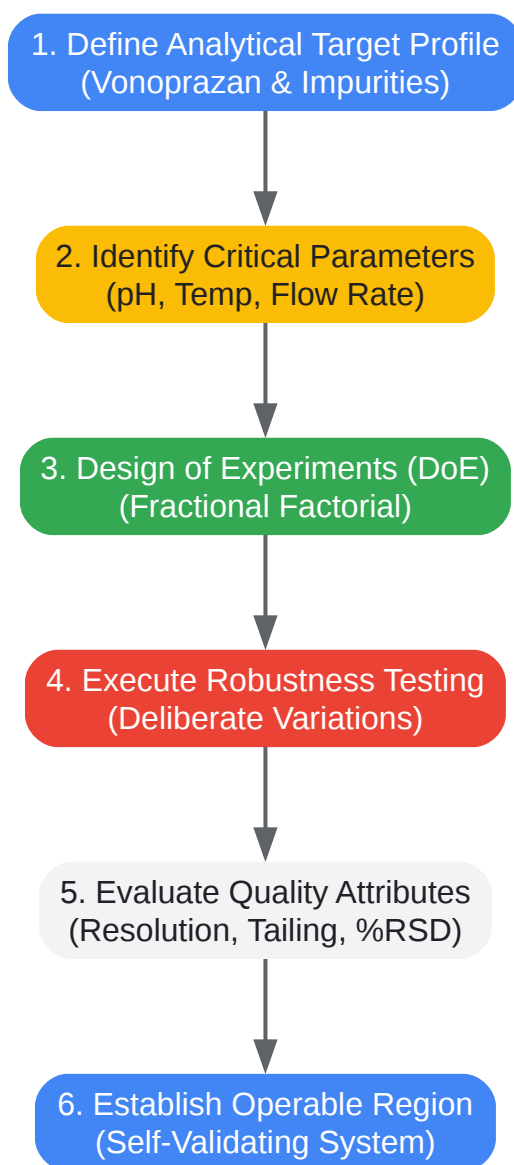 1. Define Analytical Target Profile
(Vonoprazan & Impurities)
2. Identify Critical Parameters
(pH, Temp, Flow Rate)
3. Design of Experiments (DoE)
(Fractional Factorial)
4. Execute Robustness Testing
(Deliberate Variations)
5. Evaluate Quality Attributes
(Resolution, Tailing, %RSD)
6. Establish Operable Region
(Self-Validating System)